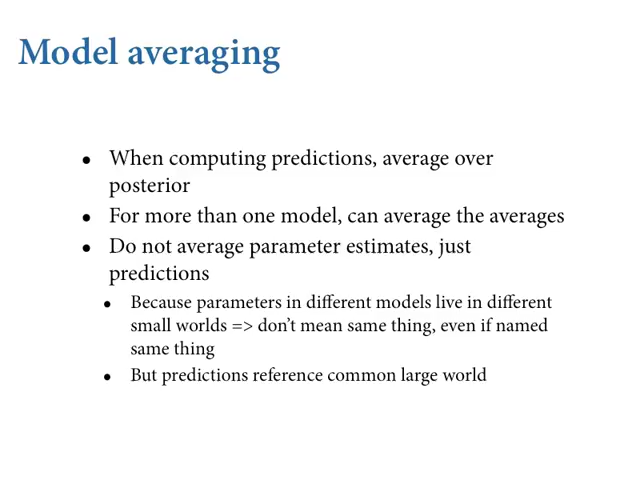 Model averaging
• When computing predictions, average over
posterior
• For more than one model, can average the averages
• Do not average parameter estimates, just
predictions
• Because parameters in different models live in different
small worlds => don’t mean same thing, even if named
same thing
• But predictions reference common large world